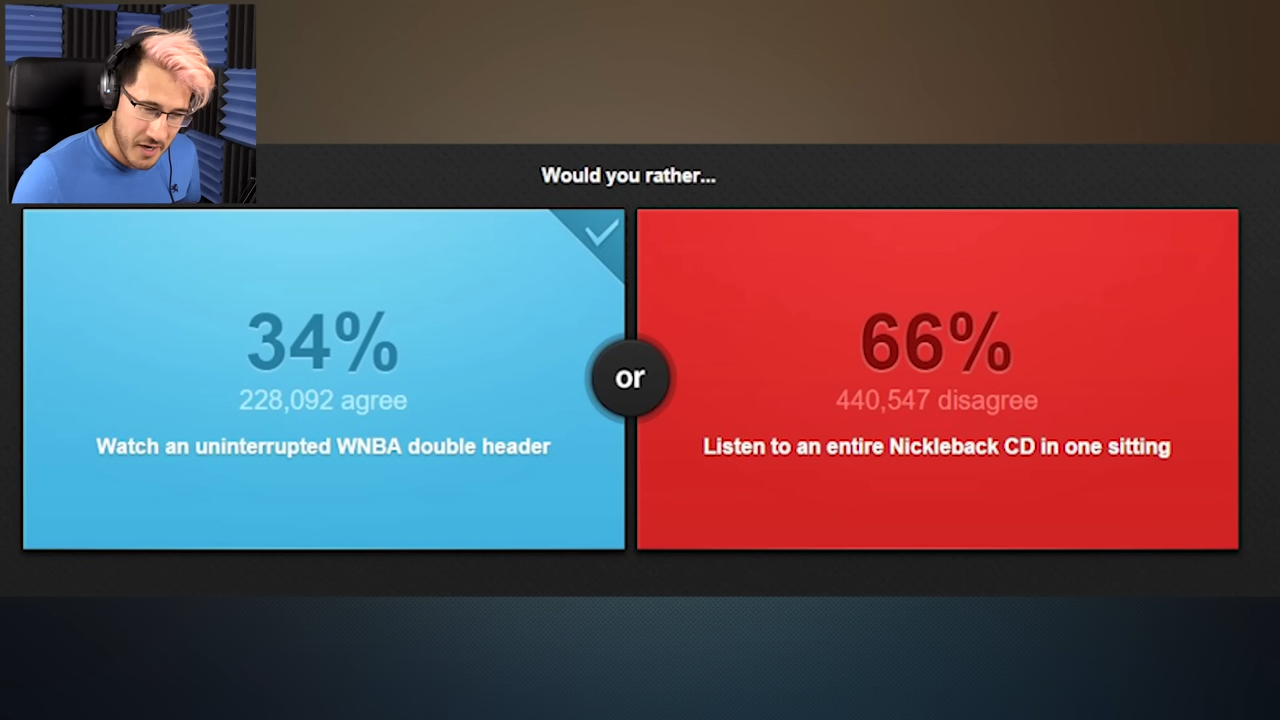 Would you rather...
34%
228,092 agree
Watch an uninterrupted WNBA double header
or
66%
440,547 disagree
Listen to an entire Nickleback CD in one sitting